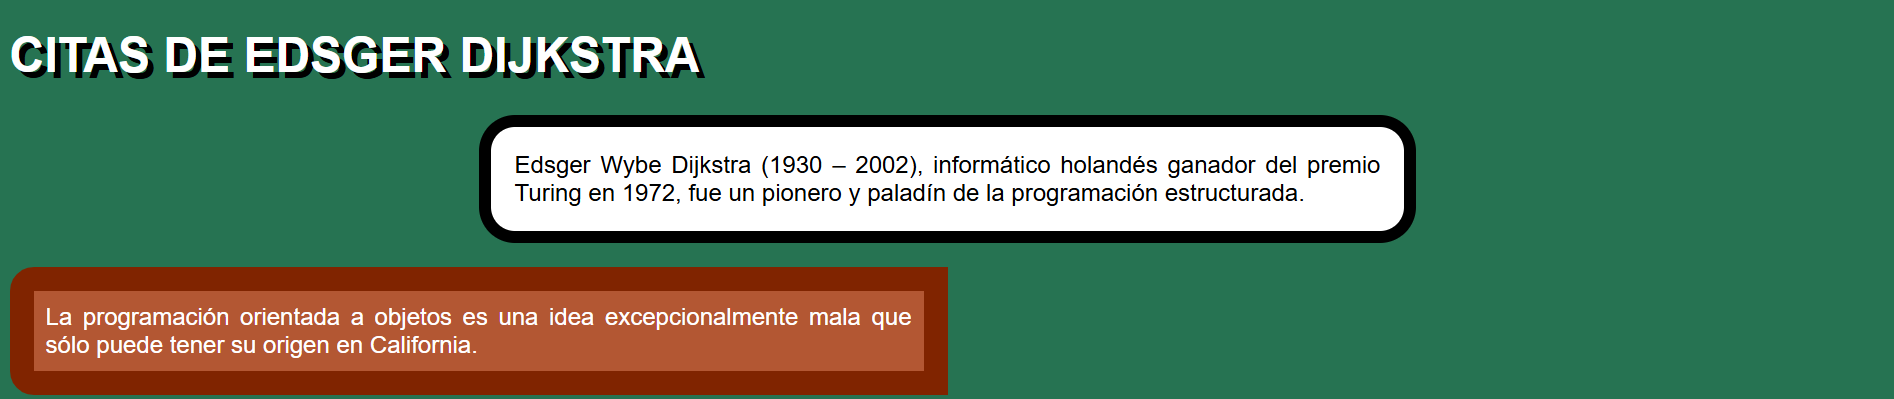 CITAS DE EDSGER DIJKSTRA
Edsger Wybe Dijkstra (1930 – 2002), informático holandés ganador del premio
Turing en 1972, fue un pionero y paladín de la programación estructurada.
La programación orientada a objetos es una idea excepcionalmente mala que
sólo puede tener su origen en California.